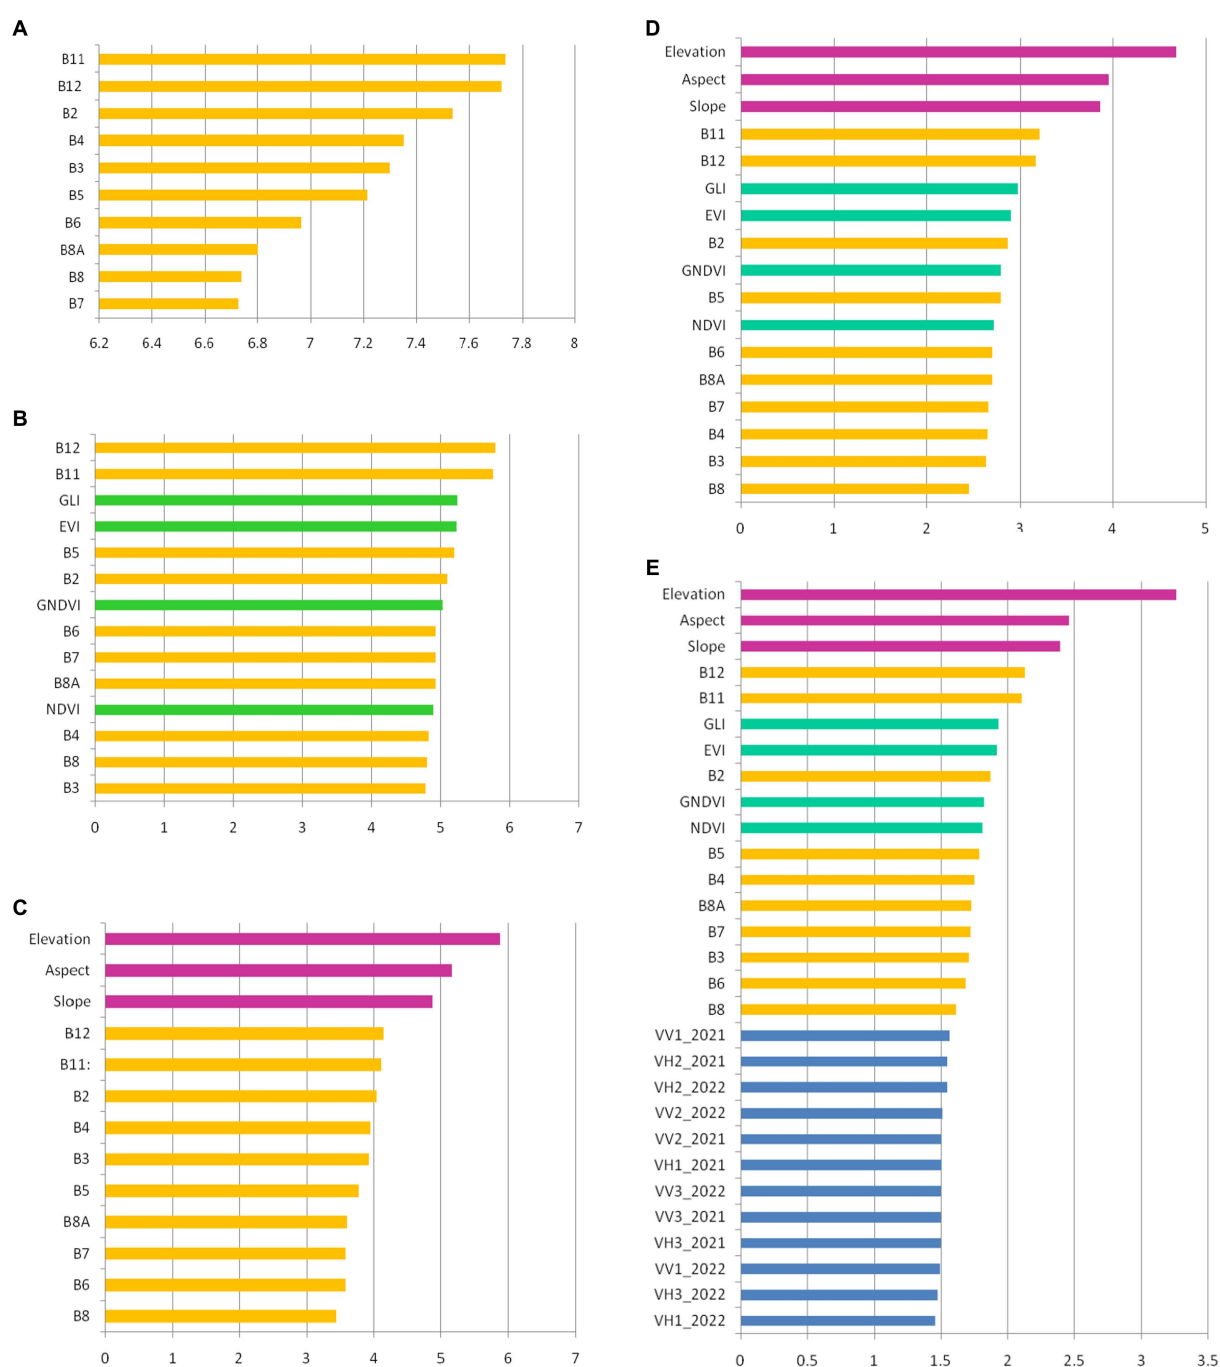 A
B11
B12
B2
B4
B3
B5
B6
B8A
B8
B7
6.2 6.4 6.6 6.8 7 7.2 7.4 7.6 7.8 8
B
B12
B11
GLI
EVI
B5
B2
GNDVI
B6
B7
B8A
NDVI
B4
B8
B3
0 1 2 3 4 5 6 7
C
Elevation
Aspect
Slope
B12
B11:
B2
B4
B3
B5
B8A
B7
B6
B8
0 1 2 3 4 5 6 7
D
Elevation
Aspect
Slope
B11
B12
GLI
EVI
B2
GNDVI
B5
NDVI
B6
B8A
B7
B4
B3
B8
0 1 2 3 4 5
E
Elevation
Aspect
Slope
B12
B11
GLI
EVI
B2
GNDVI
NDVI
B5
B4
B8A
B7
B3
B6
B8
VV1_2021
VH2_2021
VH2_2022
VV2_2022
VV2_2021
VH1_2021
VV3_2022
VV3_2021
VH3_2021
VV1_2022
VH3_2022
VH1_2022
0 0.5 1 1.5 2 2.5 3 3.5